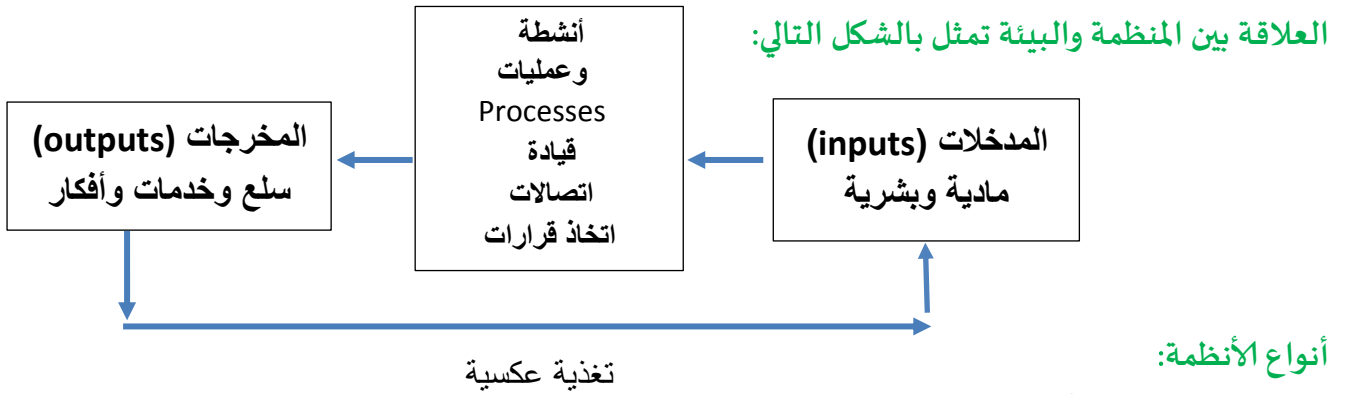 العلاقة بين المنظمة والبيئة تمثل بالشكل التالي:
المدخلات (inputs)
مادية وبشرية
أنشطة
وعمليات
Processes
قيادة
اتصالات
اتخاذ قرارات
المخرجات (outputs)
سلع وخدمات وأفكار
تغذية عكسية
أنواع الأنظمة: